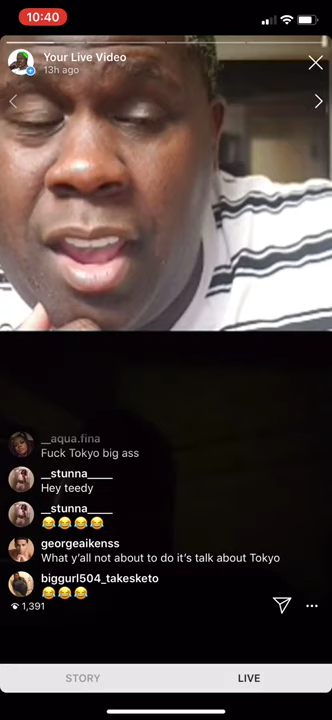 10:40
Your Live Video
13h ago
__aqua.fina
Fuck Tokyo big ass
__stunna____
Hey teedy
__stunna____
😂😂😂😂
georgeaikenss
What y'all not about to do it's talk about Tokyo
biggurl504_takesketo
😂😂😂
1,391
STORY
LIVE